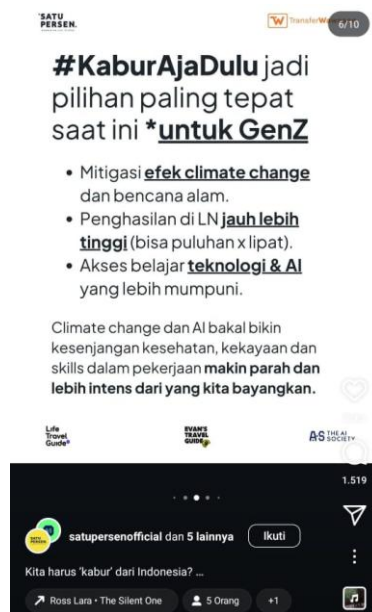 'SATU
PERSEN.
6/10
#KaburAjaDulu jadi
pilihan paling tepat
saat ini *untuk GenZ
• Mitigasi efek climate change
dan bencana alam.
• Penghasilan di LN jauh lebih
tinggi (bisa puluhan x lipat).
• Akses belajar teknologi & AI
yang lebih mumpuni.
Climate change dan AI bakal bikin
kesenjangan kesehatan, kekayaan dan
skills dalam pekerjaan makin parah dan
lebih intens dari yang kita bayangkan.
Life
Travel
Guide
EVAN'S
TRAVEL
GUIDE
THE AI
SOCIETY
1.519
satupersenofficial dan 5 lainnya
Ikuti
Kita harus 'kabur' dari Indonesia? ...
Ross Lara • The Silent One
5 Orang
+1